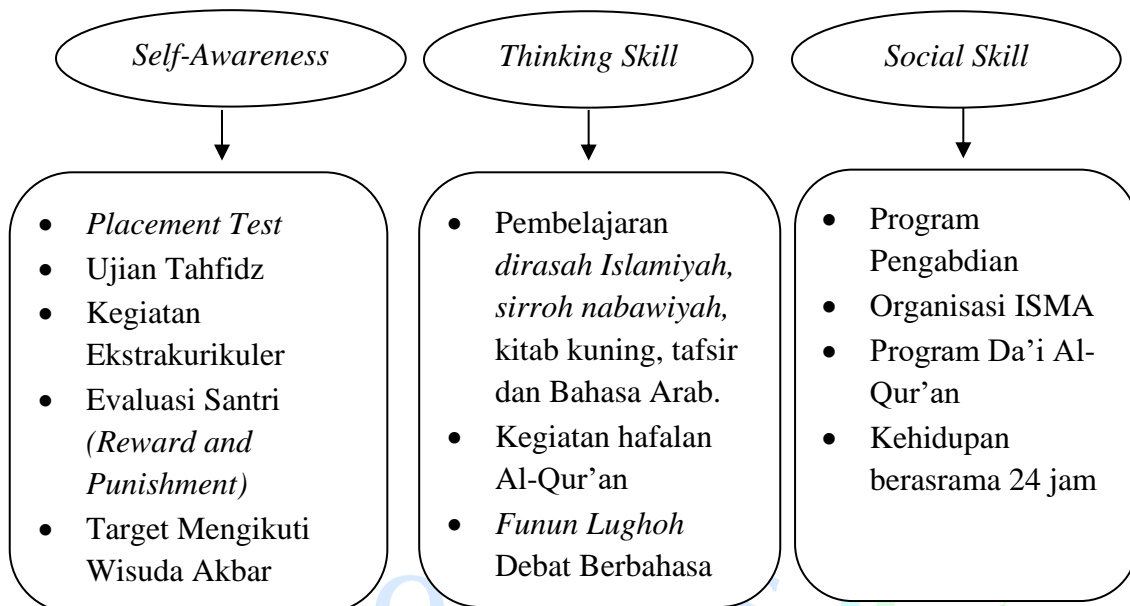 Self-Awareness
• Placement Test
• Ujian Tahfidz
• Kegiatan
Ekstrakurikuler
• Evaluasi Santri
(Reward and
Punishment)
• Target Mengikuti
Wisuda Akbar
Thinking Skill
• Pembelajaran
dirasah Islamiyah,
sirroh nabawiyah,
kitab kuning, tafsir
dan Bahasa Arab.
• Kegiatan hafalan
Al-Qur’an
• Funun Lughoh
Debat Berbahasa
Social Skill
• Program
Pengabdian
• Organisasi ISMA
• Program Da’i Al-
Qur’an
• Kehidupan
berasrama 24 jam